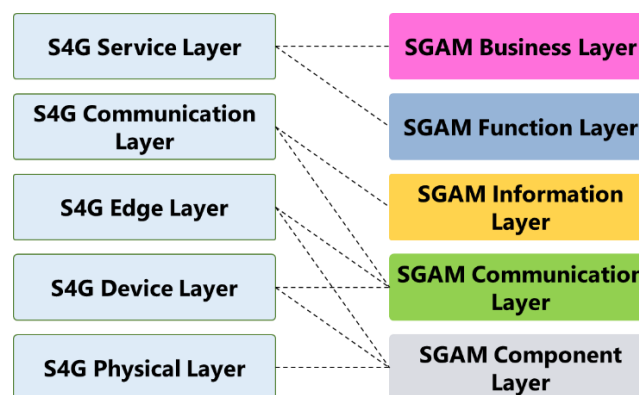 S4G Service Layer
SGAM Business Layer
S4G Communication
Layer
SGAM Function Layer
S4G Edge Layer
SGAM Information
Layer
S4G Device Layer
SGAM Communication
Layer
S4G Physical Layer
SGAM Component
Layer